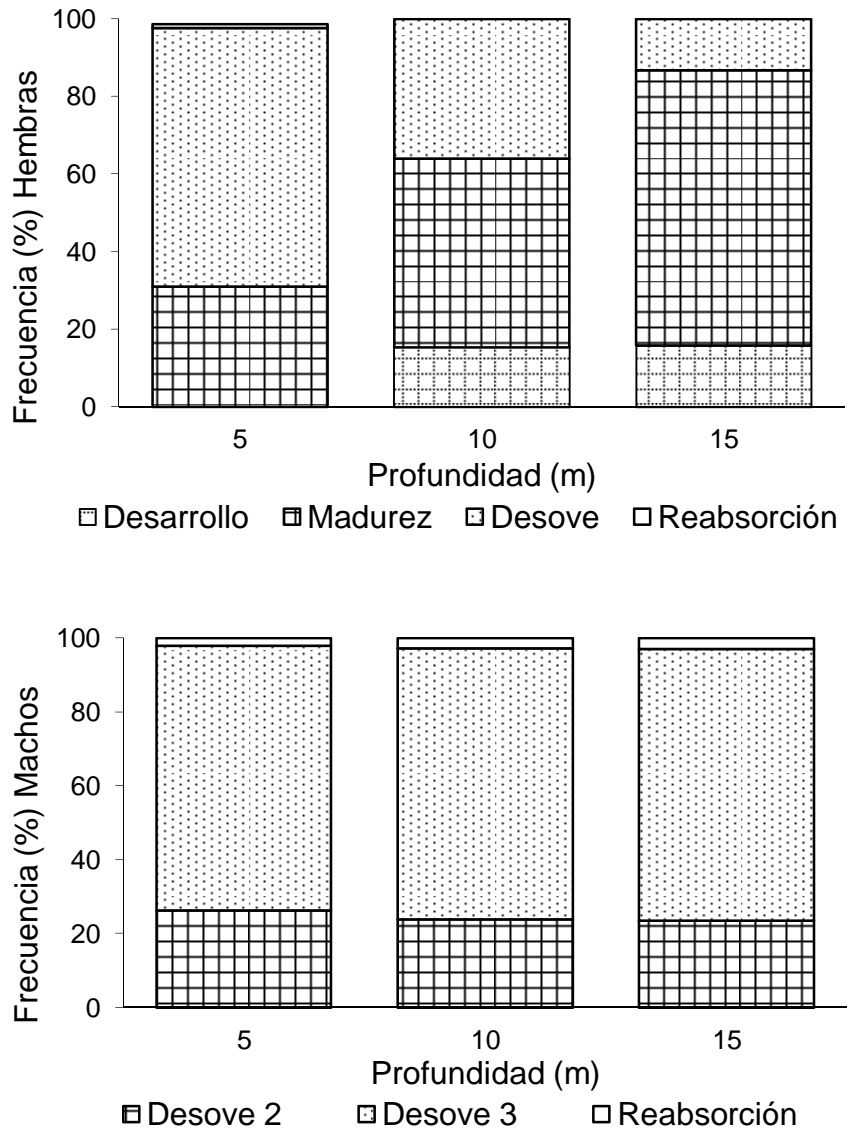 100
80
60
40
20
0
Frecuencia (%) Hembras
5 10 15
Profundidad (m)
Desarrollo Madurez Desove Reabsorción
100
80
60
40
20
0
Frecuencia (%) Machos
5 10 15
Profundidad (m)
Desove 2 Desove 3 Reabsorción